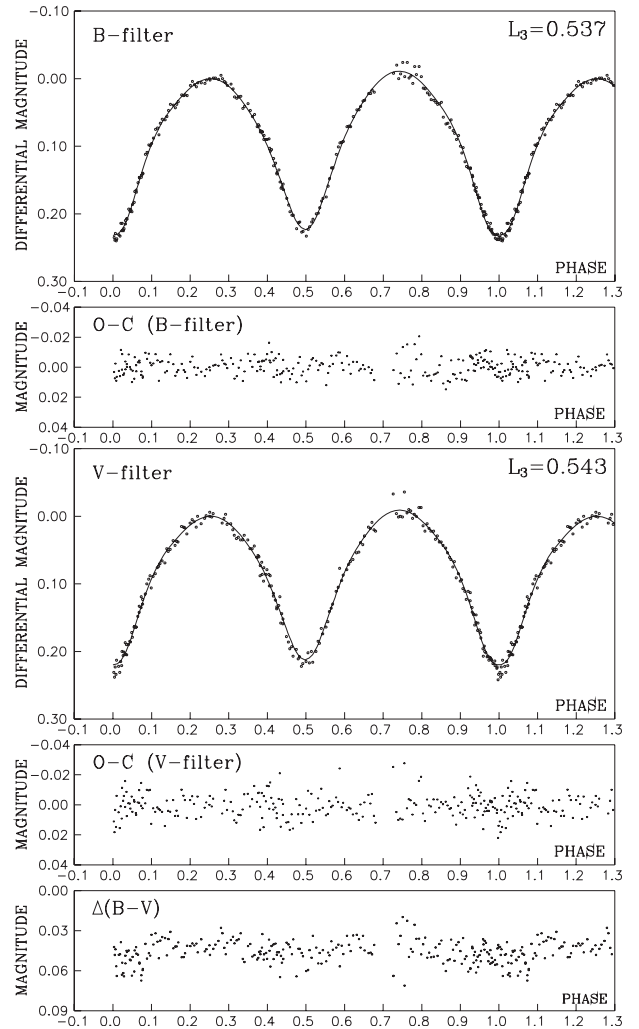 B-filter
L₃=0.537
-0.10
0.00
0.10
0.20
0.30
DIFFERENTIAL MAGNITUDE
PHASE
-0.1 0.0 0.1 0.2 0.3 0.4 0.5 0.6 0.7 0.8 0.9 1.0 1.1 1.2 1.3
O-C (B-filter)
-0.04
-0.02
0.00
0.02
0.04
MAGNITUDE
PHASE
-0.1 0.0 0.1 0.2 0.3 0.4 0.5 0.6 0.7 0.8 0.9 1.0 1.1 1.2 1.3
V-filter
L₃=0.543
-0.10
0.00
0.10
0.20
0.30
DIFFERENTIAL MAGNITUDE
PHASE
-0.1 0.0 0.1 0.2 0.3 0.4 0.5 0.6 0.7 0.8 0.9 1.0 1.1 1.2 1.3
O-C (V-filter)
-0.04
-0.02
0.00
0.02
0.04
MAGNITUDE
PHASE
-0.1 0.0 0.1 0.2 0.3 0.4 0.5 0.6 0.7 0.8 0.9 1.0 1.1 1.2 1.3
Δ(B-V)
0.00
0.03
0.06
0.09
MAGNITUDE
PHASE
-0.1 0.0 0.1 0.2 0.3 0.4 0.5 0.6 0.7 0.8 0.9 1.0 1.1 1.2 1.3